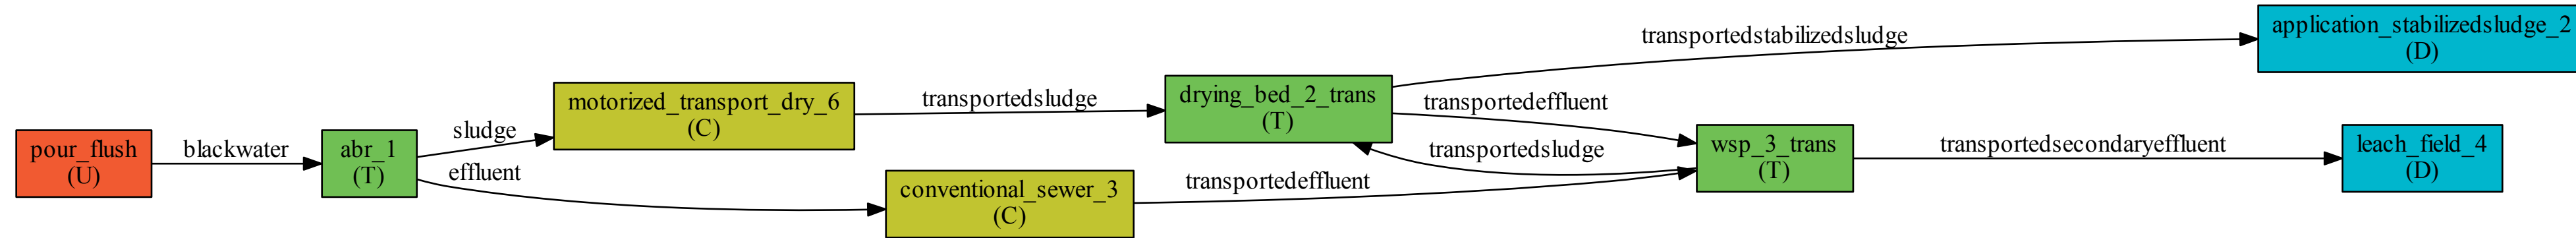 pour_flush
(U)
blackwater
abr_1
(T)
sludge
effluent
motorized_transport_dry_6
(C)
conventional_sewer_3
(C)
transportedsludge
transportedeffluent
drying_bed_2_trans
(T)
transportedstabilizedsludge
transportedeffluent
transportedsludge
wsp_3_trans
(T)
transportedsecondaryeffluent
application_stabilizedsludge_2
(D)
leach_field_4
(D)